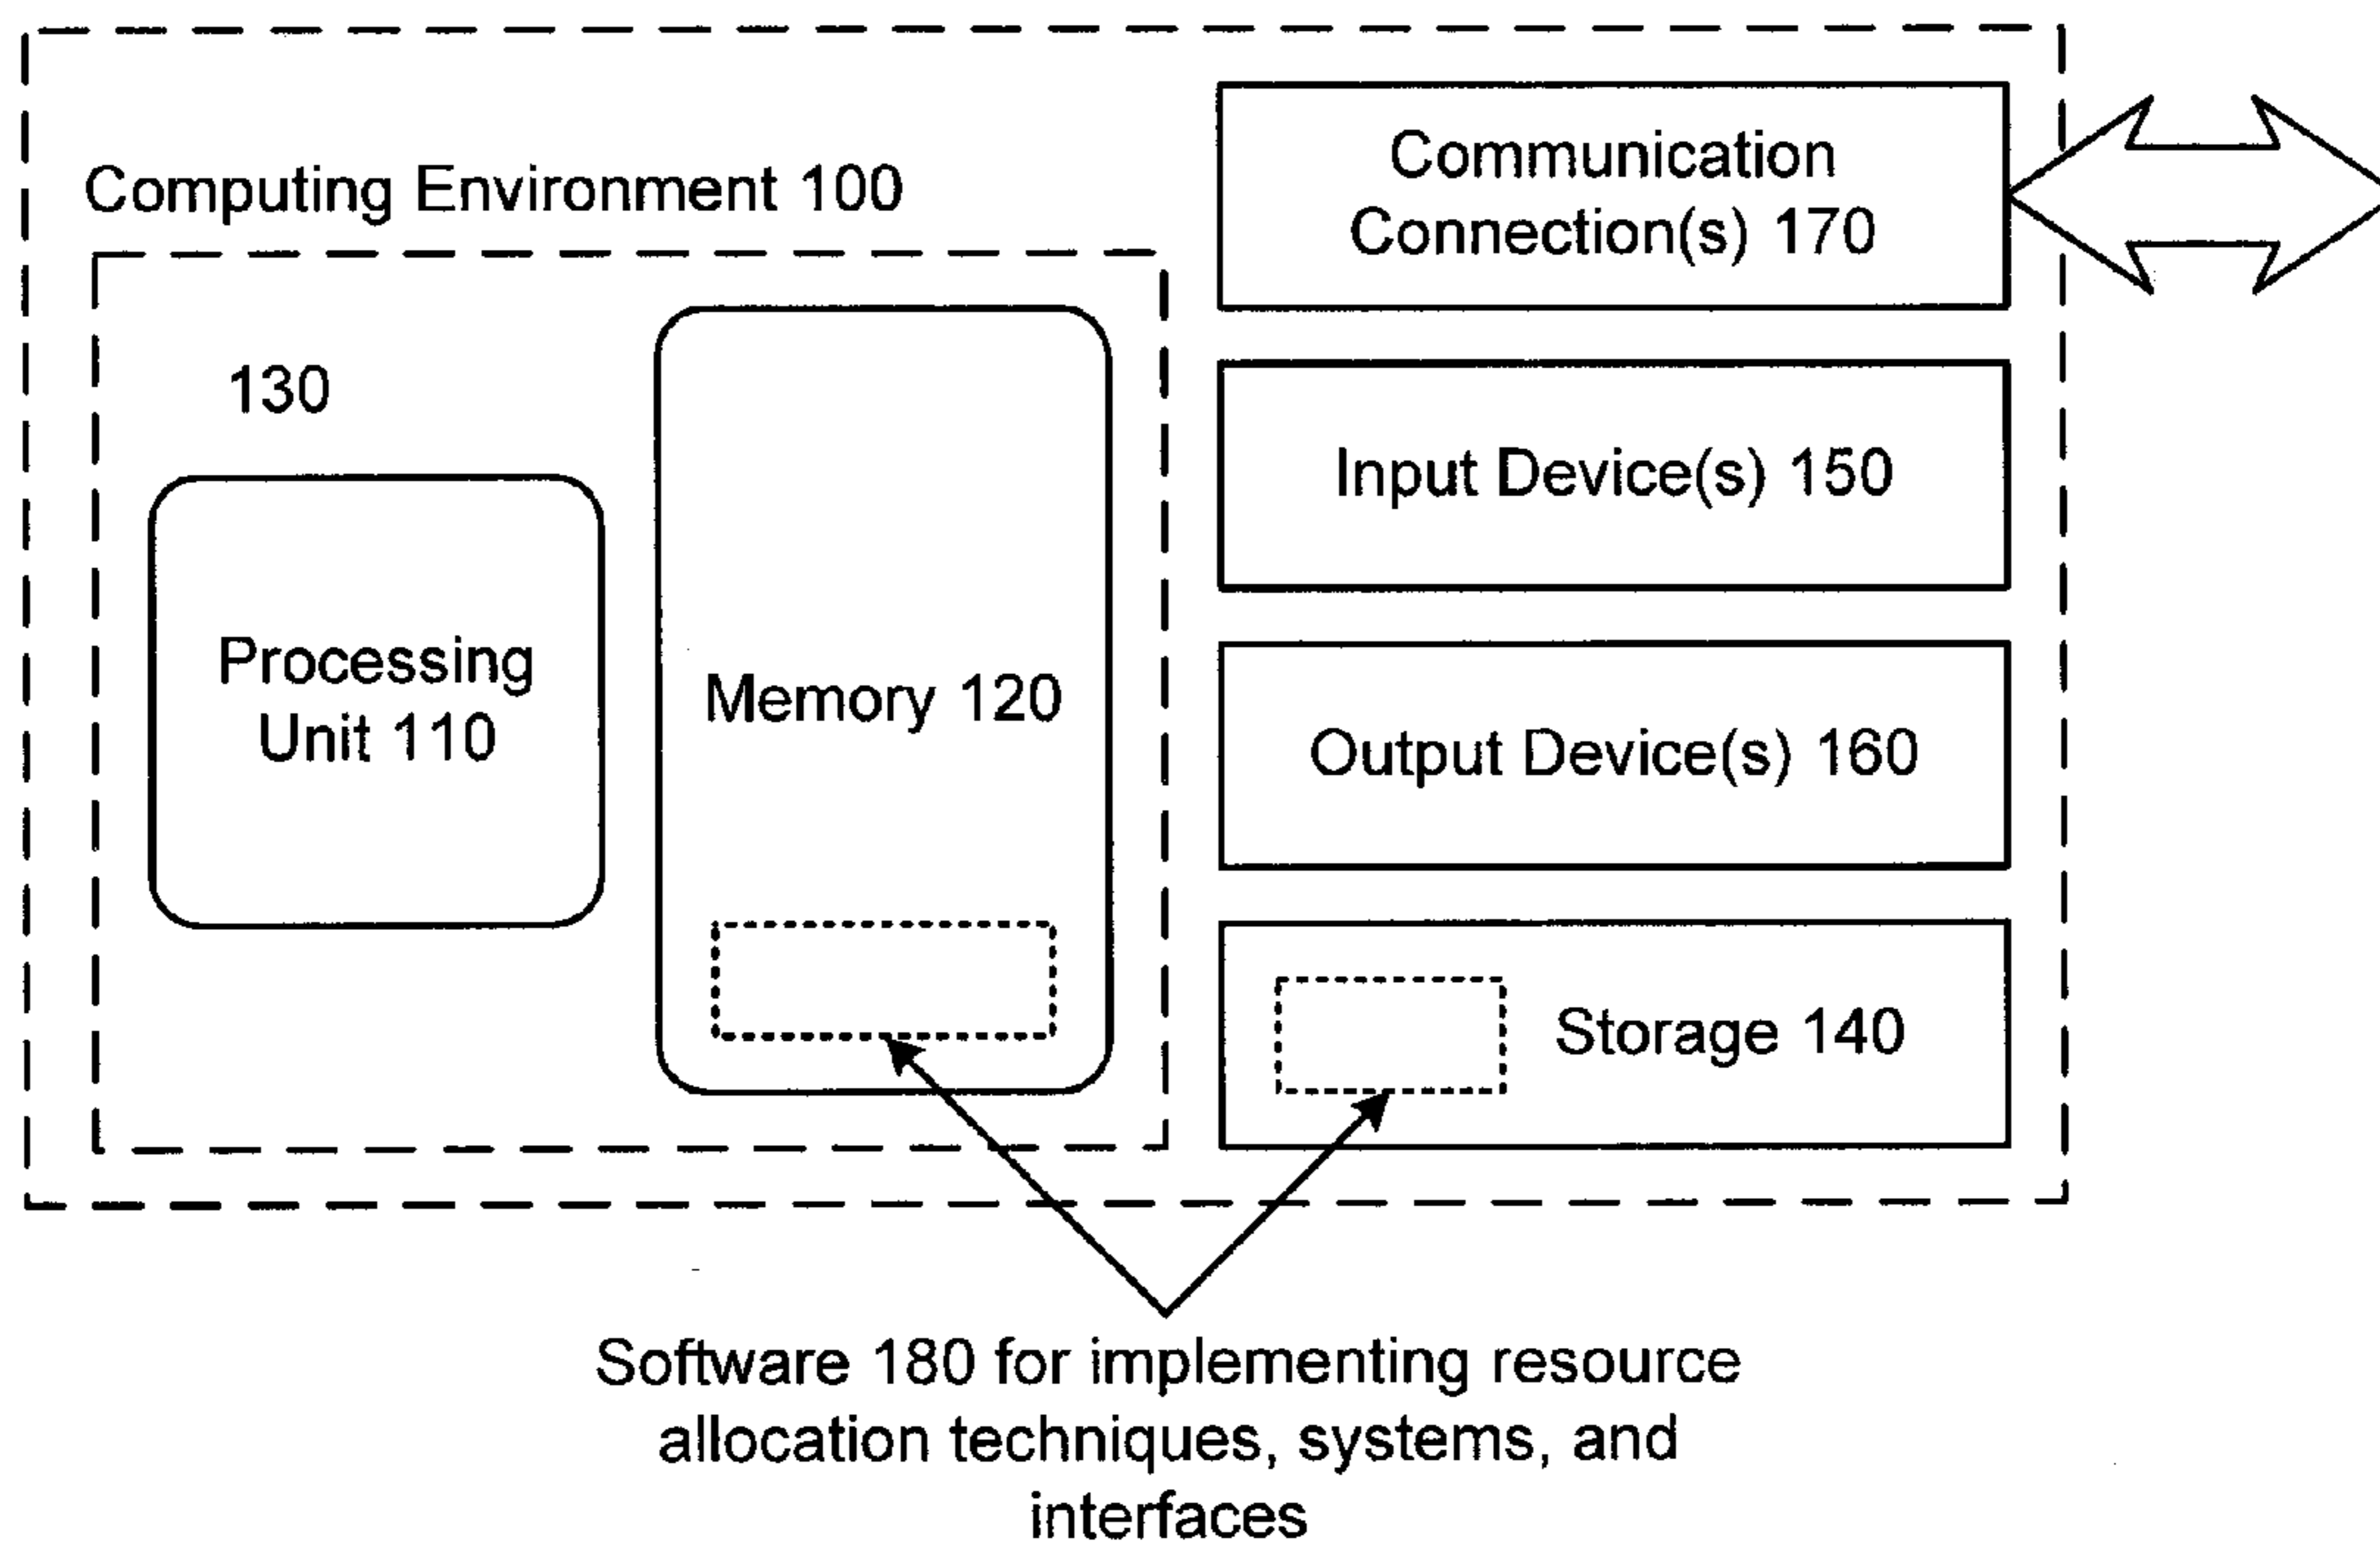 Computing Environment 100
130
Processing
Unit 110
Memory 120
Communication
Connection(s) 170
Input Device(s) 150
Output Device(s) 160
Storage 140
Software 180 for implementing resource
allocation techniques, systems, and
interfaces